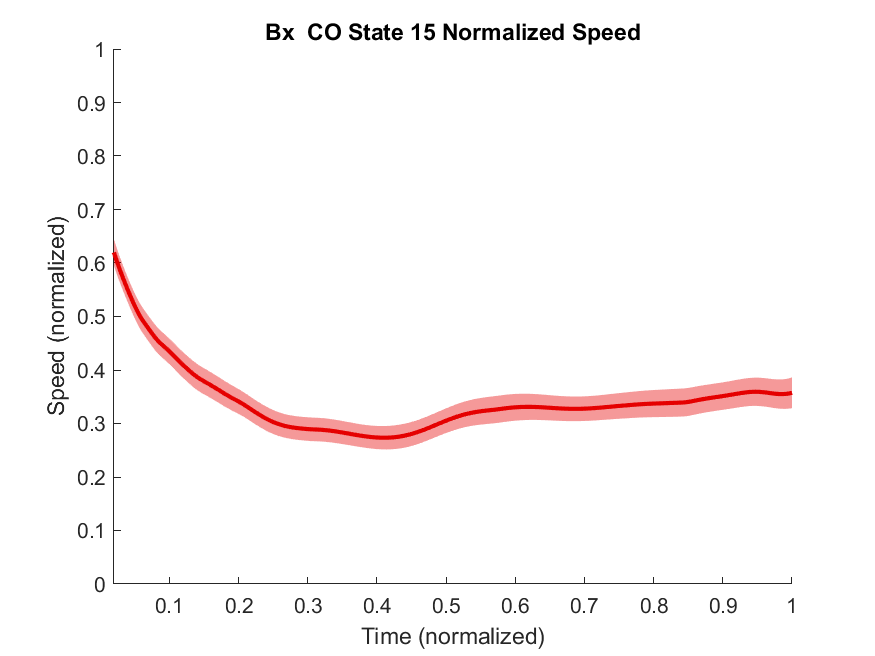 Bx  CO State 15 Normalized Speed
1
0.9
0.8
0.7
0.6
0.5
0.4
0.3
0.2
0.1
0
Speed (normalized)
0.1 0.2 0.3 0.4 0.5 0.6 0.7 0.8 0.9 1
Time (normalized)